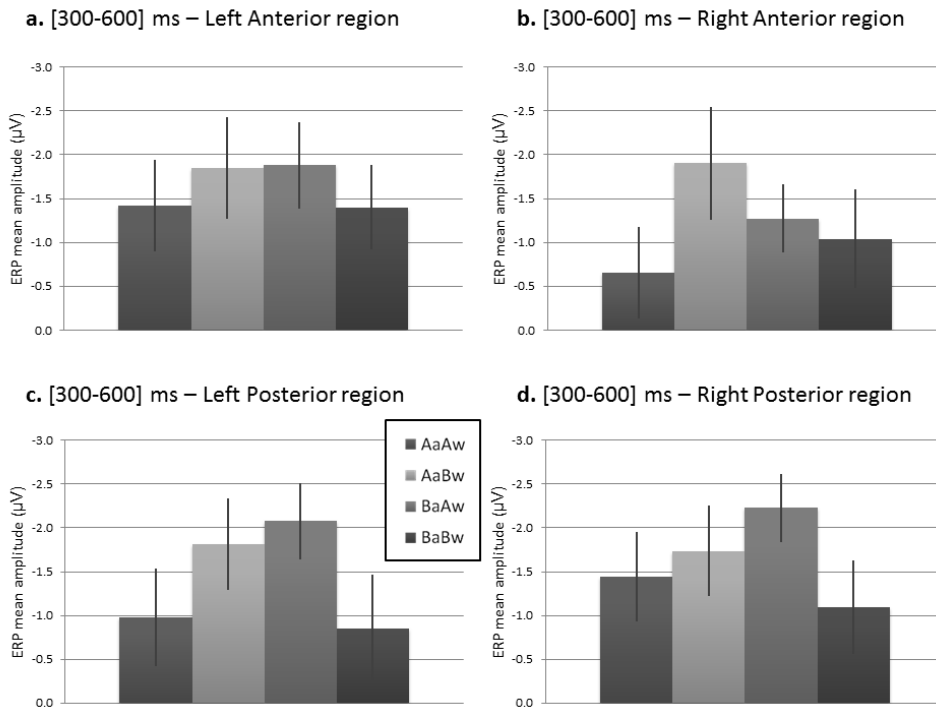 a. [300-600] ms – Left Anterior region
ERP mean amplitude (µV)
-3.0
-2.5
-2.0
-1.5
-1.0
-0.5
0.0
b. [300-600] ms – Right Anterior region
ERP mean amplitude (µV)
-3.0
-2.5
-2.0
-1.5
-1.0
-0.5
0.0
c. [300-600] ms – Left Posterior region
ERP mean amplitude (µV)
-3.0
-2.5
-2.0
-1.5
-1.0
-0.5
0.0
AaAw
AaBw
BaAw
BaBw
d. [300-600] ms – Right Posterior region
ERP mean amplitude (µV)
-3.0
-2.5
-2.0
-1.5
-1.0
-0.5
0.0